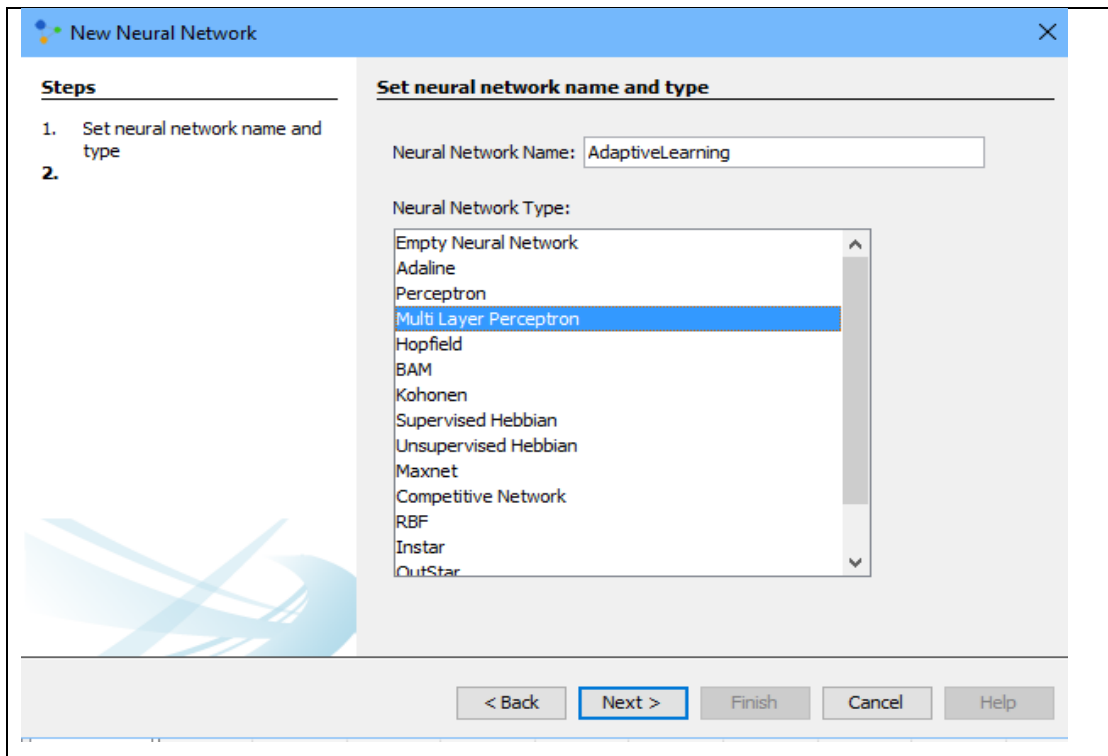 New Neural Network
Steps
1. Set neural network name and
type
2.
Set neural network name and type
Neural Network Name: AdaptiveLearning
Neural Network Type:
Empty Neural Network
Adaline
Perceptron
Multi Layer Perceptron
Hopfield
BAM
Kohonen
Supervised Hebbian
Unsupervised Hebbian
Maxnet
Competitive Network
RBF
Instar
OutStar
< Back Next > Finish Cancel Help